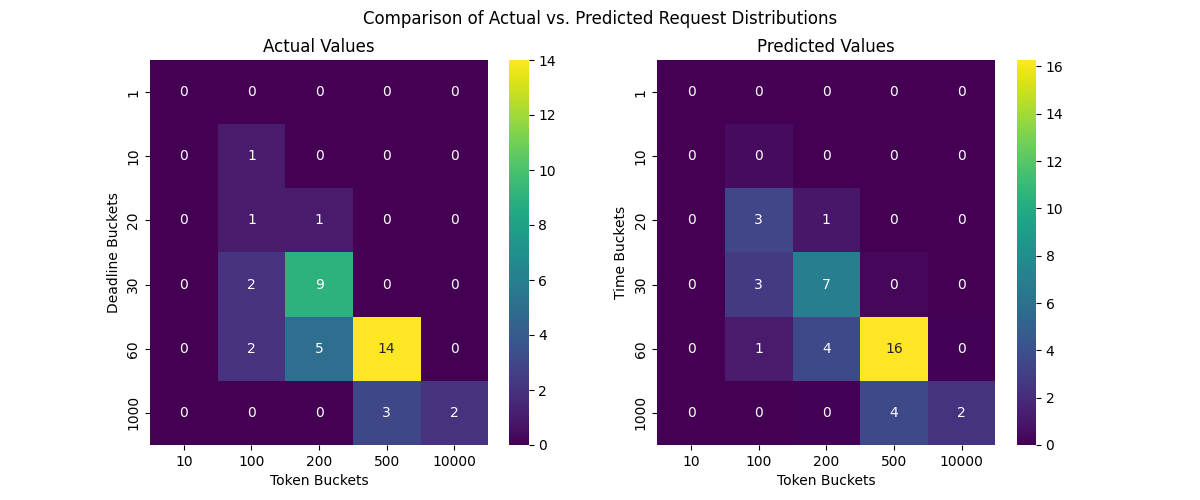 Comparison of Actual vs. Predicted Request Distributions
Actual Values
Deadline Buckets
1 0 0 0 0 0
10 0 1 0 0 0
20 0 1 1 0 0
30 0 2 9 0 0
60 0 2 5 14 0
1000 0 0 0 3 2
10 100 200 500 10000
Token Buckets
14
12
10
8
6
4
2
0
Predicted Values
Time Buckets
1 0 0 0 0 0
10 0 0 0 0 0
20 0 3 1 0 0
30 0 3 7 0 0
60 0 1 4 16 0
1000 0 0 0 4 2
10 100 200 500 10000
Token Buckets
16
14
12
10
8
6
4
2
0